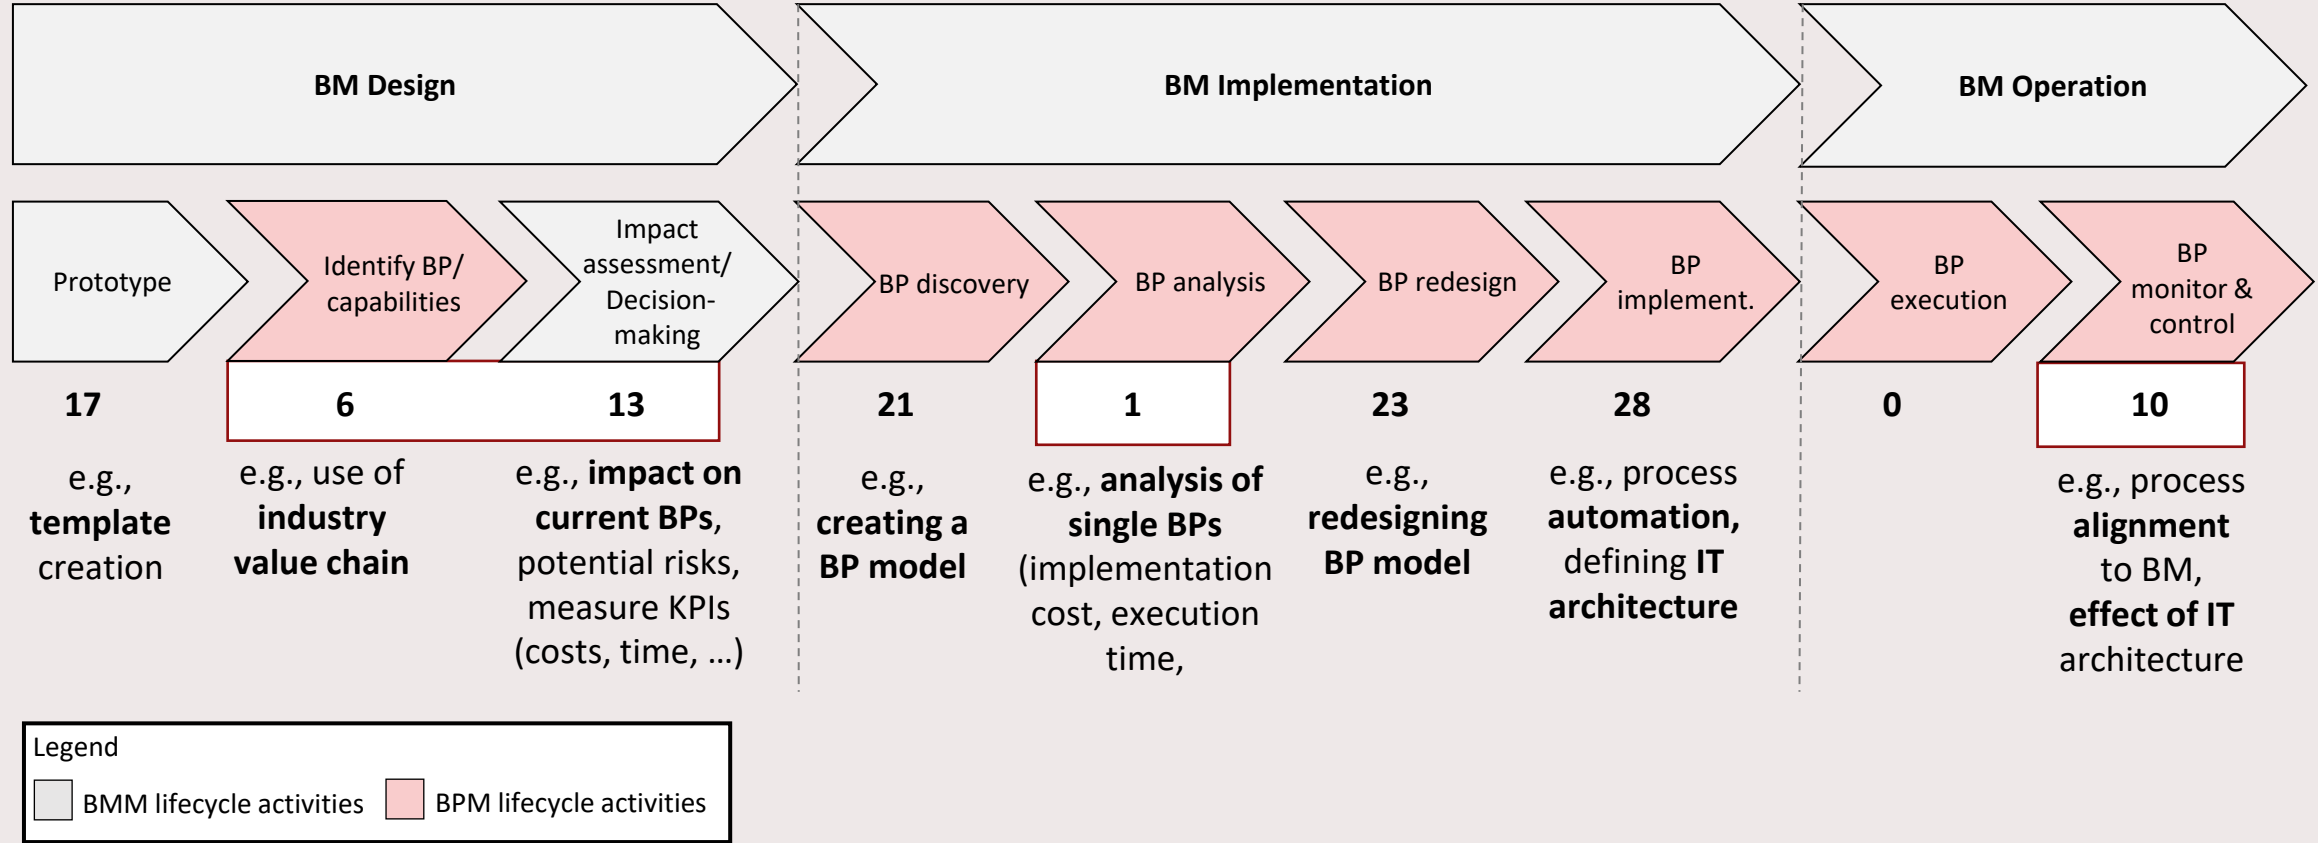 BM Design
BM Implementation
BM Operation
Prototype
Identify BP/
capabilities
Impact
assessment/
Decision-
making
BP discovery
BP analysis
BP redesign
BP
implement.
BP
execution
BP
monitor &
control
17
6
13
21
1
23
28
0
10
e.g.,
template
creation
e.g., use of
industry
value chain
e.g., impact on
current BPs,
potential risks,
measure KPIs
(costs, time, …)
e.g.,
creating a
BP model
e.g., analysis of
single BPs
(implementation
cost, execution
time,
e.g.,
redesigning
BP model
e.g., process
automation,
defining IT
architecture
e.g., process
alignment
to BM,
effect of IT
architecture
Legend
BMM lifecycle activities
BPM lifecycle activities